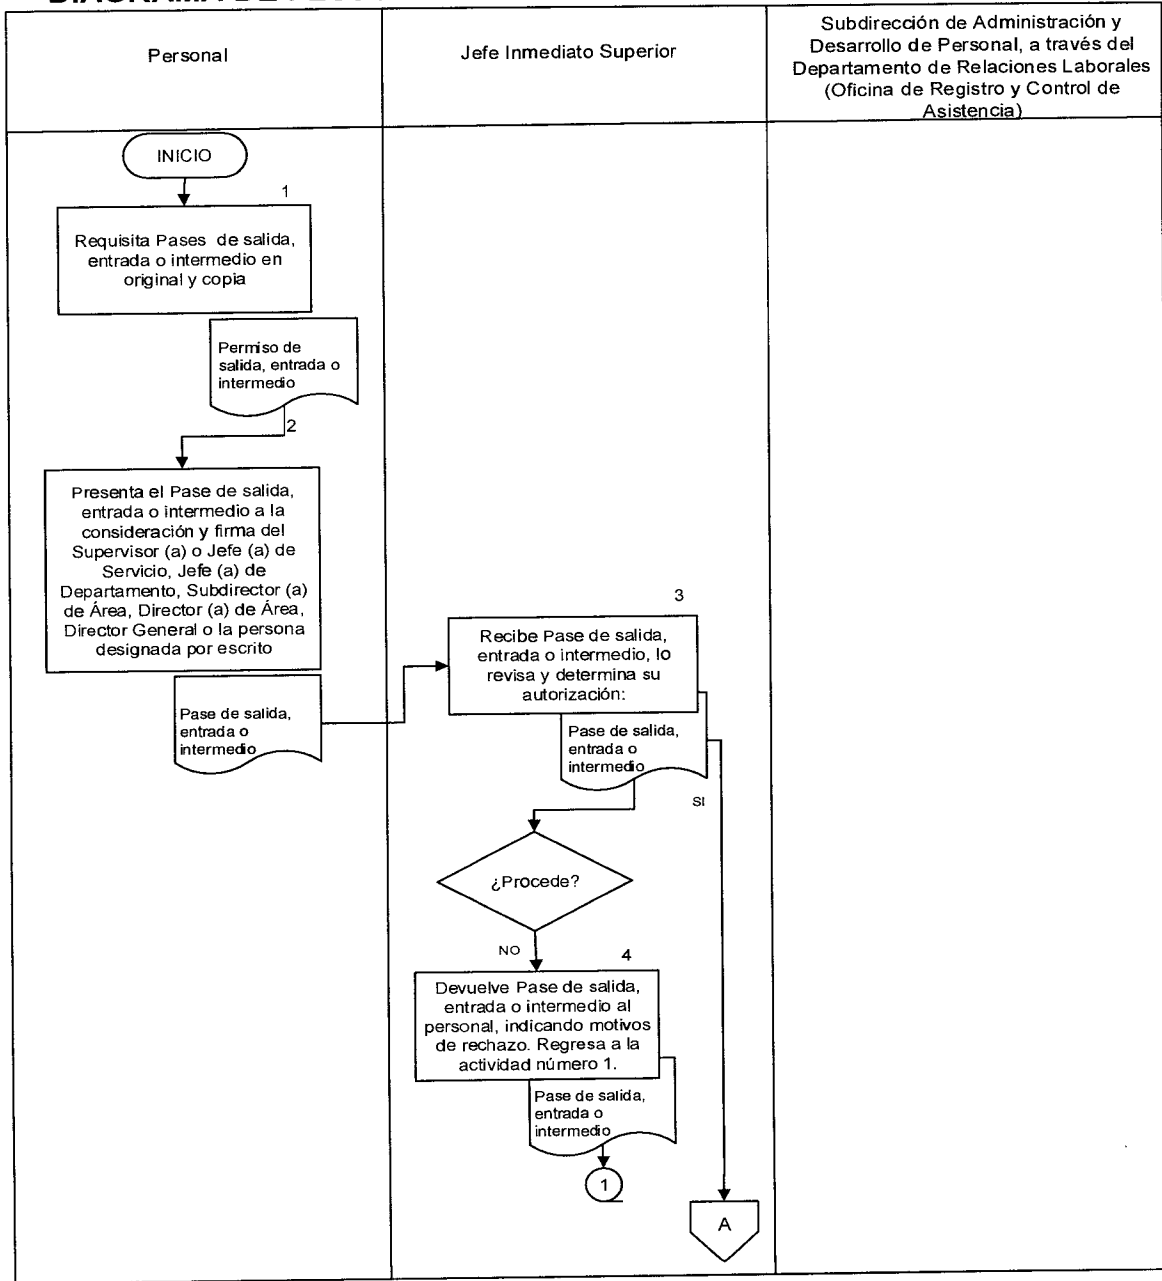 Personal
Jefe Inmediato Superior
Subdirección de Administración y
Desarrollo de Personal, a través del
Departamento de Relaciones Laborales
(Oficina de Registro y Control de
Asistencia)
INICIO
1
Requisita Pases de salida,
entrada o intermedio en
original y copia
Permiso de
salida, entrada o
intermedio
2
Presenta el Pase de salida,
entrada o intermedio a la
consideración y firma del
Supervisor (a) o Jefe (a) de
Servicio, Jefe (a) de
Departamento, Subdirector (a)
de Área, Director (a) de Área,
Director General o la persona
designada por escrito
Pase de salida,
entrada o
intermedio
3
Recibe Pase de salida,
entrada o intermedio, lo
revisa y determina su
autorización:
Pase de salida,
entrada o
intermedio
SI
¿Procede?
NO
4
Devuelve Pase de salida,
entrada o intermedio al
personal, indicando motivos
de rechazo. Regresa a la
actividad número 1.
Pase de salida,
entrada o
intermedio
1
A